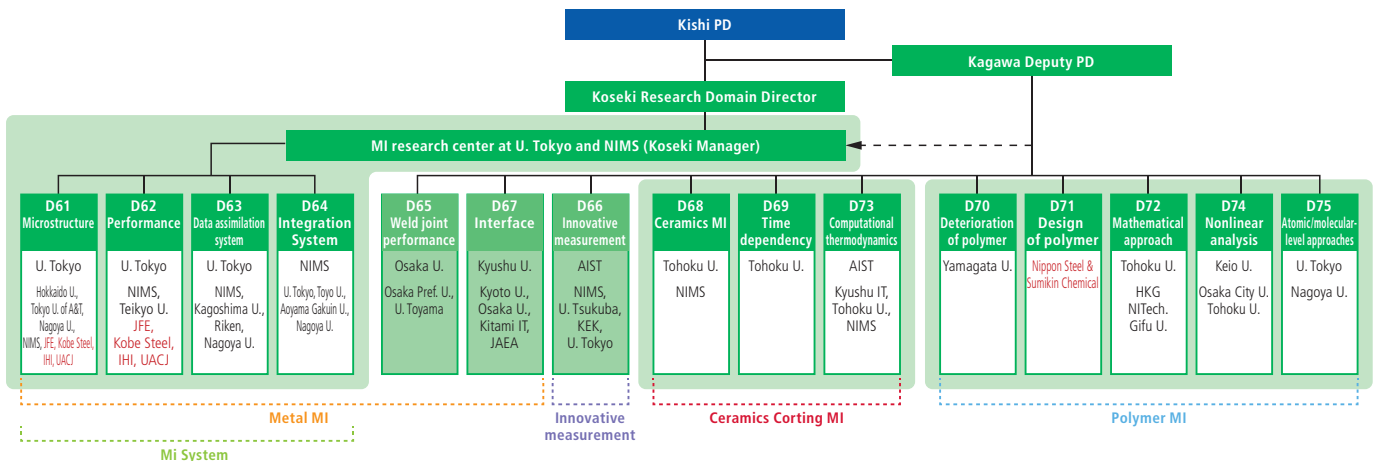 Kishi PD
Kagawa Deputy PD
Koseki Research Domain Director
MI research center at U. Tokyo and NIMS (Koseki Manager)
D61
Microstructure
U. Tokyo
Hokkaido U.,
Tokyo U. of A&T,
Nagoya U.,
NIMS, JFE, Kobe Steel,
IHI, UACJ
D62
Performance
U. Tokyo
NIMS,
Teikyo U.
JFE,
Kobe Steel,
IHI, UACJ
D63
Data assimilation
system
U. Tokyo
NIMS,
Kagoshima U.,
Riken,
Nagoya U.
D64
Integration
System
NIMS
U. Tokyo, Toyo U.,
Aoyama Gakuin U.,
Nagoya U.
D65
Weld joint
performance
Osaka U.
Osaka Pref. U.,
U. Toyama
D67
Interface
Kyushu U.
Kyoto U.,
Osaka U.,
Kitami IT,
JAEA
D66
Innovative
measurement
AIST
NIMS,
U. Tsukuba,
KEK,
U. Tokyo
D68
Ceramics MI
Tohoku U.
NIMS
D69
Time
dependency
Tohoku U.
D73
Computational
thermodynamics
AIST
Kyushu IT,
Tohoku U.,
NIMS
D70
Deterioration
of polymer
Yamagata U.
D71
Design
of polymer
Nippon Steel &
Sumikin Chemical
D72
Mathematical
approach
Tohoku U.
HKG
NITech.
Gifu U.
D74
Nonlinear
analysis
Keio U.
Osaka City U.
Tohoku U.
D75
Atomic/molecular-
level approaches
U. Tokyo
Nagoya U.
Metal MI
Innovative
measurement
Ceramics Corting MI
Polymer MI
Mi System